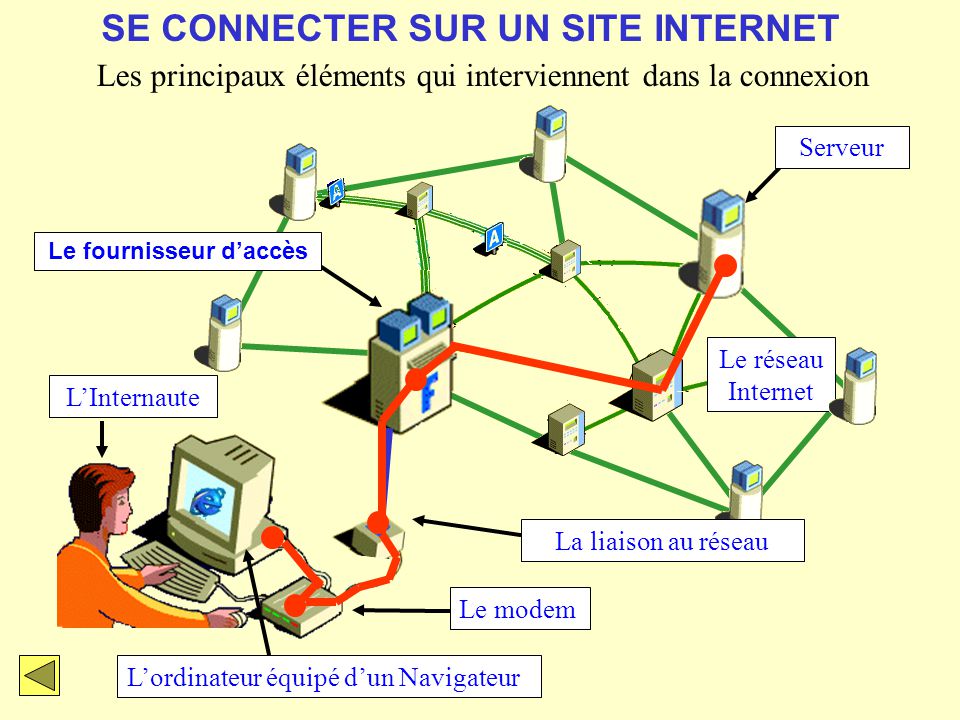 SE CONNECTER SUR UN SITE INTERNET
Les principaux éléments qui interviennent dans la connexion
Serveur
Le fournisseur d’accès
Le réseau
Internet
L’Internaute
La liaison au réseau
Le modem
L’ordinateur équipé d’un Navigateur
A
A
f